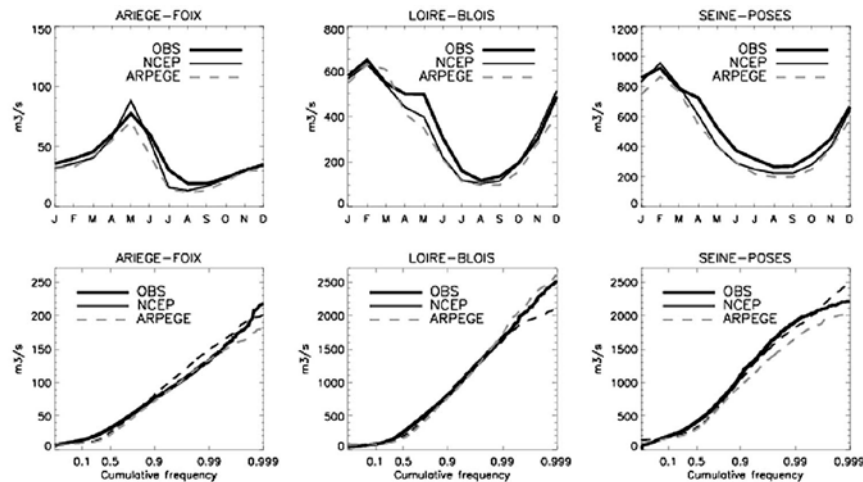 ARIEGE-FOIX
150
100
50
0
m3/s
OBS
NCEP
ARPEGE
J F M A M J J A S O N D
LOIRE-BLOIS
800
600
400
200
0
m3/s
OBS
NCEP
ARPEGE
J F M A M J J A S O N D
SEINE-POSES
1200
1000
800
600
400
200
0
m3/s
OBS
NCEP
ARPEGE
J F M A M J J A S O N D
ARIEGE-FOIX
250
200
150
100
50
0
m3/s
OBS
NCEP
ARPEGE
0.1 0.5 0.9 0.99 0.999
Cumulative frequency
LOIRE-BLOIS
2500
2000
1500
1000
500
0
m3/s
OBS
NCEP
ARPEGE
0.1 0.5 0.9 0.99 0.999
Cumulative frequency
SEINE-POSES
2500
2000
1500
1000
500
0
m3/s
OBS
NCEP
ARPEGE
0.1 0.5 0.9 0.99 0.999
Cumulative frequency